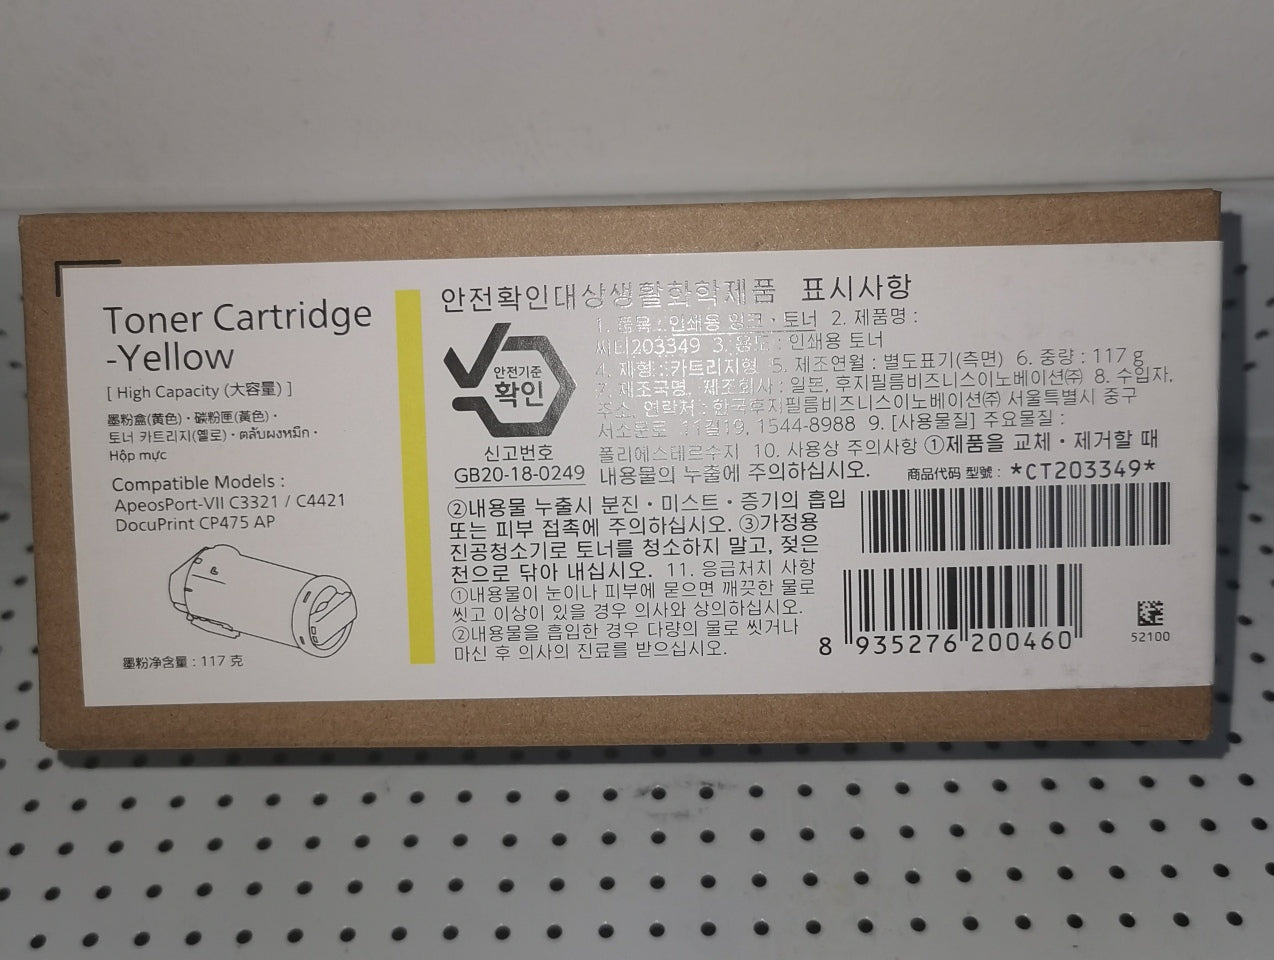 Toner Cartridge
-Yellow
[ High Capacity (大容量) ]
墨粉盒(黄色)・碳粉匣(黃色)・
토너 카트리지(옐로)・ตลับผงหมึก・
Hộp mực
Compatible Models :
ApeosPort-VII C3321 / C4421
DocuPrint CP475 AP
墨粉净含量 : 117 克
안전확인대상생활화학제품 표시사항
안전기준
확인
신고번호
GB20-18-0249
1. 품목 : 인쇄용 잉크・토너 2. 제품명 :
씨티203349 3. 용도 : 인쇄용 토너
4. 제형 : 카트리지형 5. 제조연월 : 별도표기(측면) 6. 중량 : 117 g
7. 제조국명, 제조회사 : 일본, 후지필름비즈니스이노베이션㈜ 8. 수입자,
주소, 연락처 : 한국후지필름비즈니스이노베이션㈜ 서울특별시 중구
서소문로 11길19, 1544-8988 9. [사용물질] 주요물질 :
폴리에스테르수지 10. 사용상 주의사항 ①제품을 교체・제거할 때
내용물의 누출에 주의하십시오.
②내용물 누출시 분진・미스트・증기의 흡입
또는 피부 접촉에 주의하십시오. ③가정용
진공청소기로 토너를 청소하지 말고, 젖은
천으로 닦아 내십시오. 11. 응급처치 사항
①내용물이 눈이나 피부에 묻으면 깨끗한 물로
씻고 이상이 있을 경우 의사와 상의하십시오.
②내용물을 흡입한 경우 다량의 물로 씻거나
마신 후 의사의 진료를 받으십시오.
商品代码 型號 : *CT203349*
8 935276 200460
52100